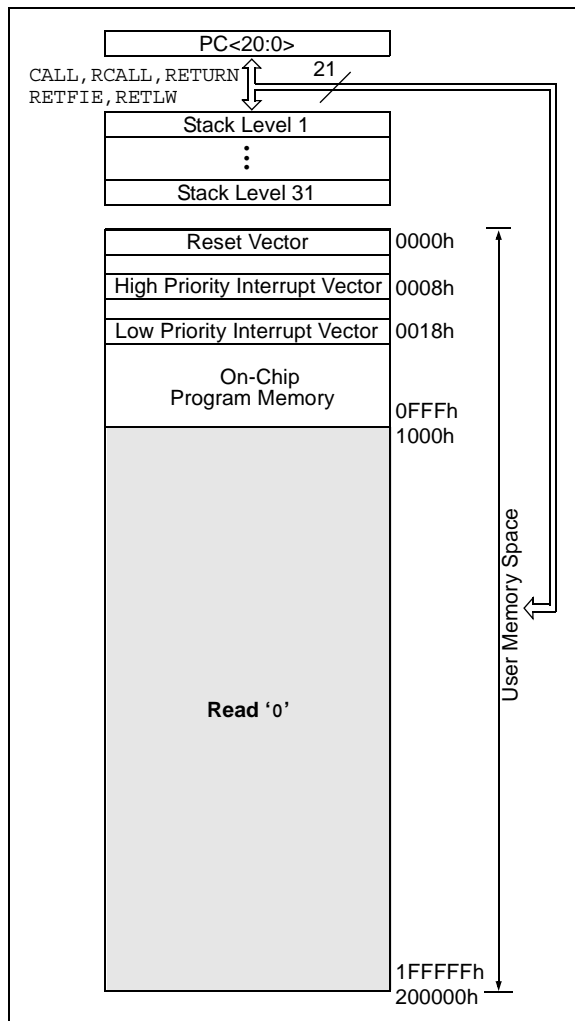 PC<20:0>
CALL,RCALL,RETURN
RETFIE,RETLW
21
Stack Level 1
Stack Level 31
Reset Vector
0000h
High Priority Interrupt Vector
0008h
Low Priority Interrupt Vector
0018h
On-Chip
Program Memory
0FFFh
1000h
User Memory Space
Read ‘0’
1FFFFFh
200000h